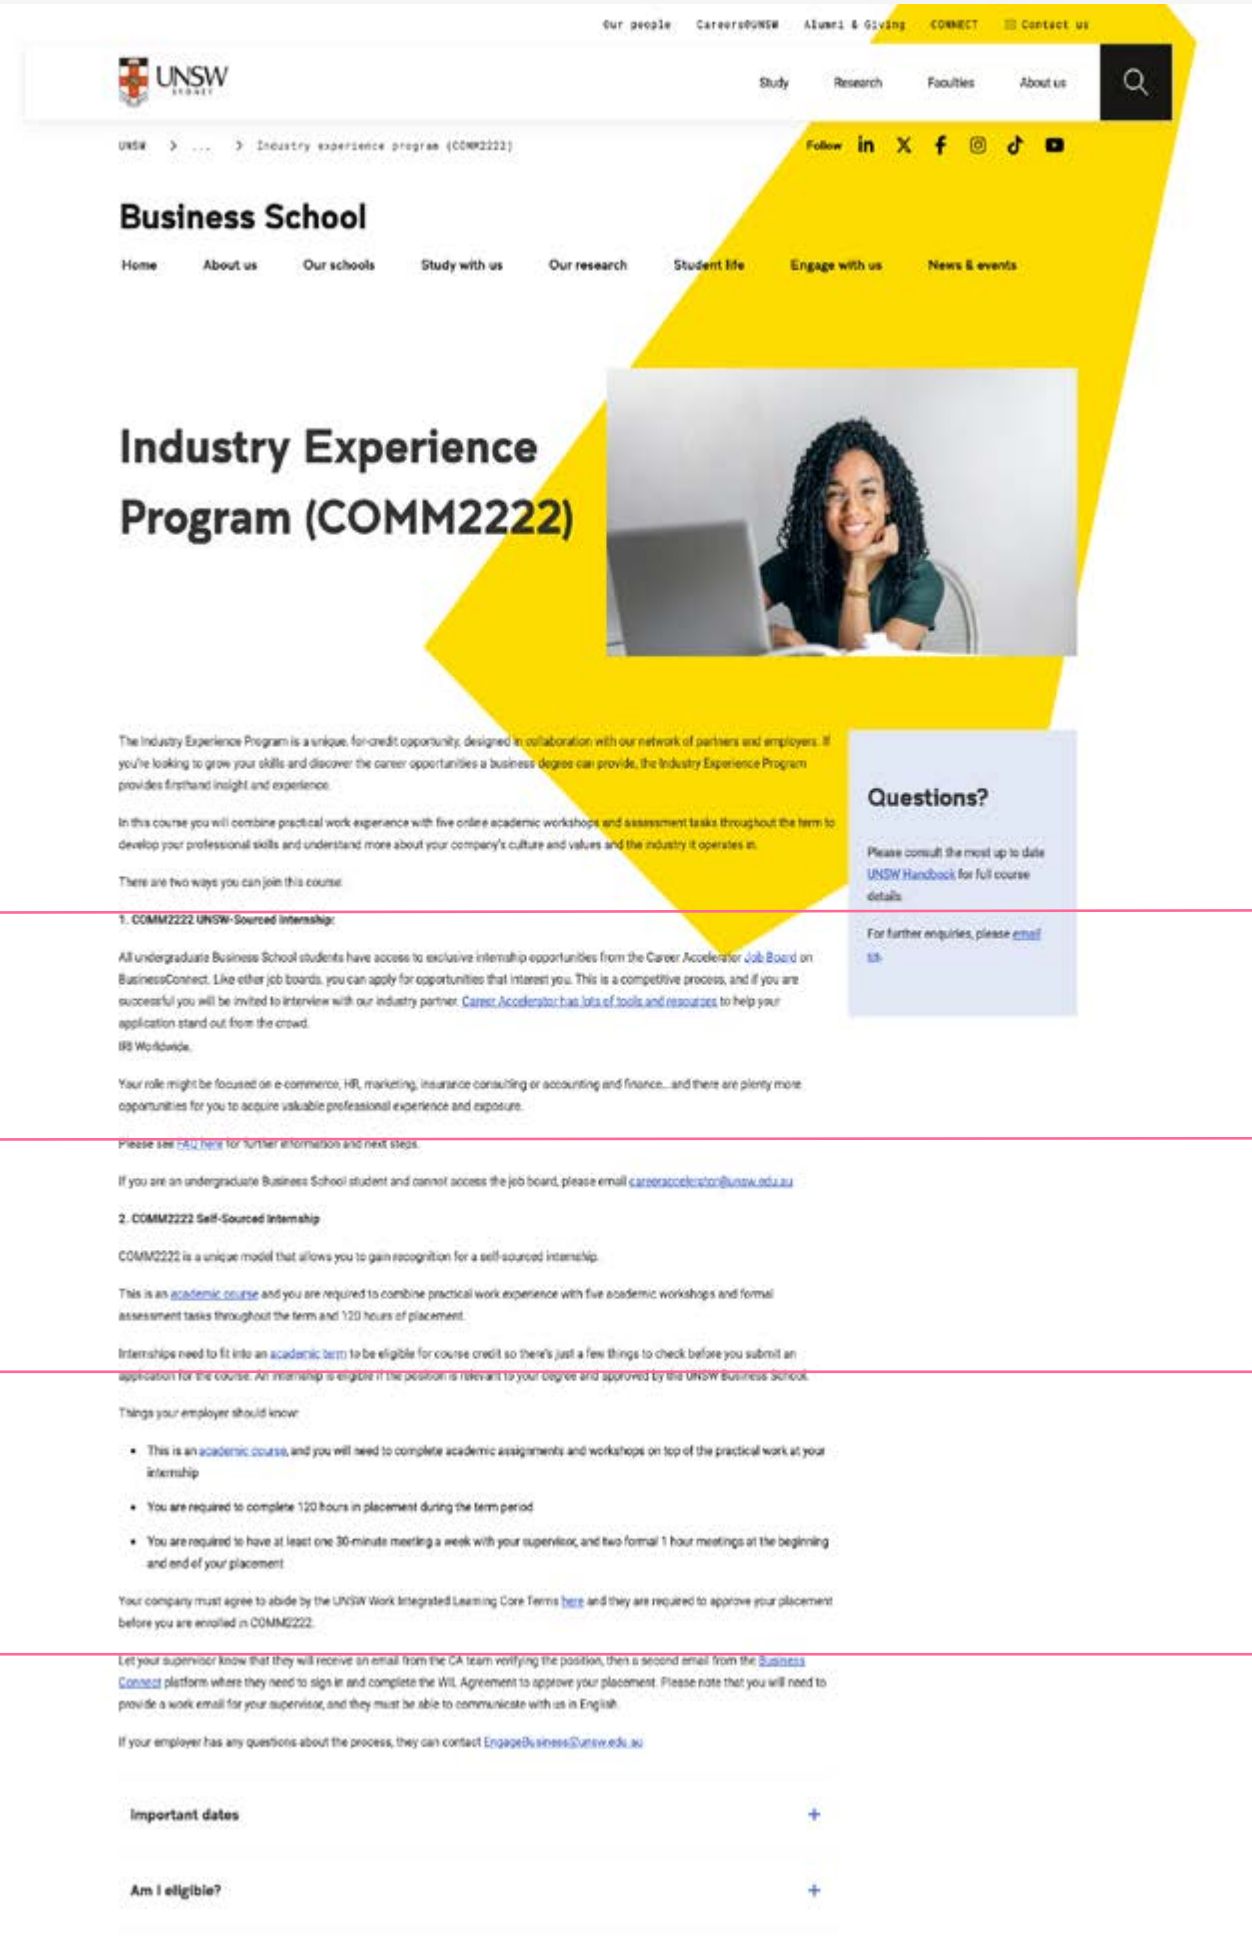 Our people Careers@UNSW Alumni & Giving CONNECT Contact us
UNSW
SYDNEY
Study Research Faculties About us
UNSW > ... > Industry experience program (COMM2222)
Follow
Business School
Home About us Our schools Study with us Our research Student life Engage with us News & events
Industry Experience
Program (COMM2222)
The Industry Experience Program is a unique, for-credit opportunity, designed in collaboration with our network of partners and employers. If
you're looking to grow your skills and discover the career opportunities a business degree can provide, the Industry Experience Program
provides firsthand insight and experience.
In this course you will combine practical work experience with five online academic workshops and assessment tasks throughout the term to
develop your professional skills and understand more about your company's culture and values and the industry it operates in.
There are two ways you can join this course:
1. COMM2222 UNSW-Sourced Internship:
All undergraduate Business School students have access to exclusive internship opportunities from the Career Accelerator Job Board on
BusinessConnect. Like other job boards, you can apply for opportunities that interest you. This is a competitive process, and if you are
successful you will be invited to interview with our industry partner. Career Accelerator has lots of tools and resources to help your
application stand out from the crowd.
IRI Worldwide.
Your role might be focused on e-commerce, HR, marketing, insurance consulting or accounting and finance... and there are plenty more
opportunities for you to acquire valuable professional experience and exposure.
Please see FAQ here for further information and next steps.
If you are an undergraduate Business School student and cannot access the job board, please email careeraccelerator@unsw.edu.au
2. COMM2222 Self-Sourced Internship
COMM2222 is a unique model that allows you to gain recognition for a self-sourced internship.
This is an academic course and you are required to combine practical work experience with five academic workshops and formal
assessment tasks throughout the term and 120 hours of placement.
Internships need to fit into an academic term to be eligible for course credit so there's just a few things to check before you submit an
application for the course. An internship is eligible if the position is relevant to your degree and approved by the UNSW Business School.
Things your employer should know:
• This is an academic course, and you will need to complete academic assignments and workshops on top of the practical work at your
internship
• You are required to complete 120 hours in placement during the term period
• You are required to have at least one 30-minute meeting a week with your supervisor, and two formal 1 hour meetings at the beginning
and end of your placement
Your company must agree to abide by the UNSW Work Integrated Learning Core Terms here and they are required to approve your placement
before you are enrolled in COMM2222.
Let your supervisor know that they will receive an email from the CA team verifying the position, then a second email from the Business
Connect platform where they need to sign in and complete the WIL Agreement to approve your placement. Please note that you will need to
provide a work email for your supervisor, and they must be able to communicate with us in English.
If your employer has any questions about the process, they can contact EngageBusiness@unsw.edu.au
Important dates +
Am I eligible? +
Questions?
Please consult the most up to date
UNSW Handbook for full course
details.
For further enquiries, please email
us.